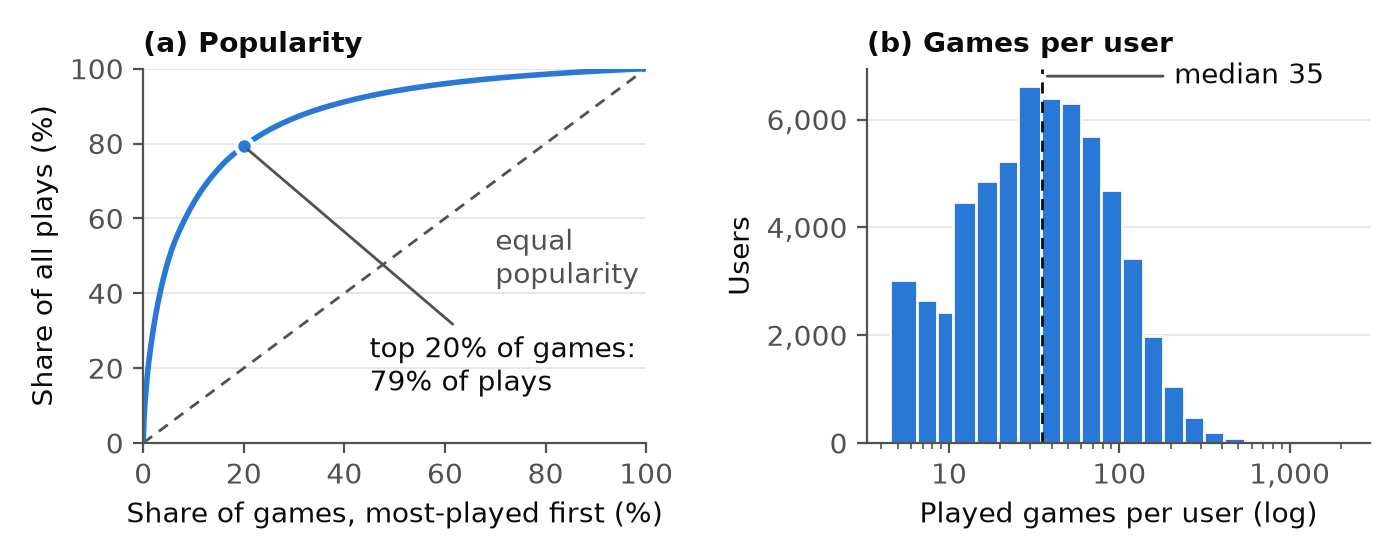 (a) Popularity
100
80
60
40
20
0
Share of all plays (%)
equal
popularity
top 20% of games:
79% of plays
0 20 40 60 80 100
Share of games, most-played first (%)
(b) Games per user
median 35
6,000
4,000
2,000
0
Users
10 100 1,000
Played games per user (log)